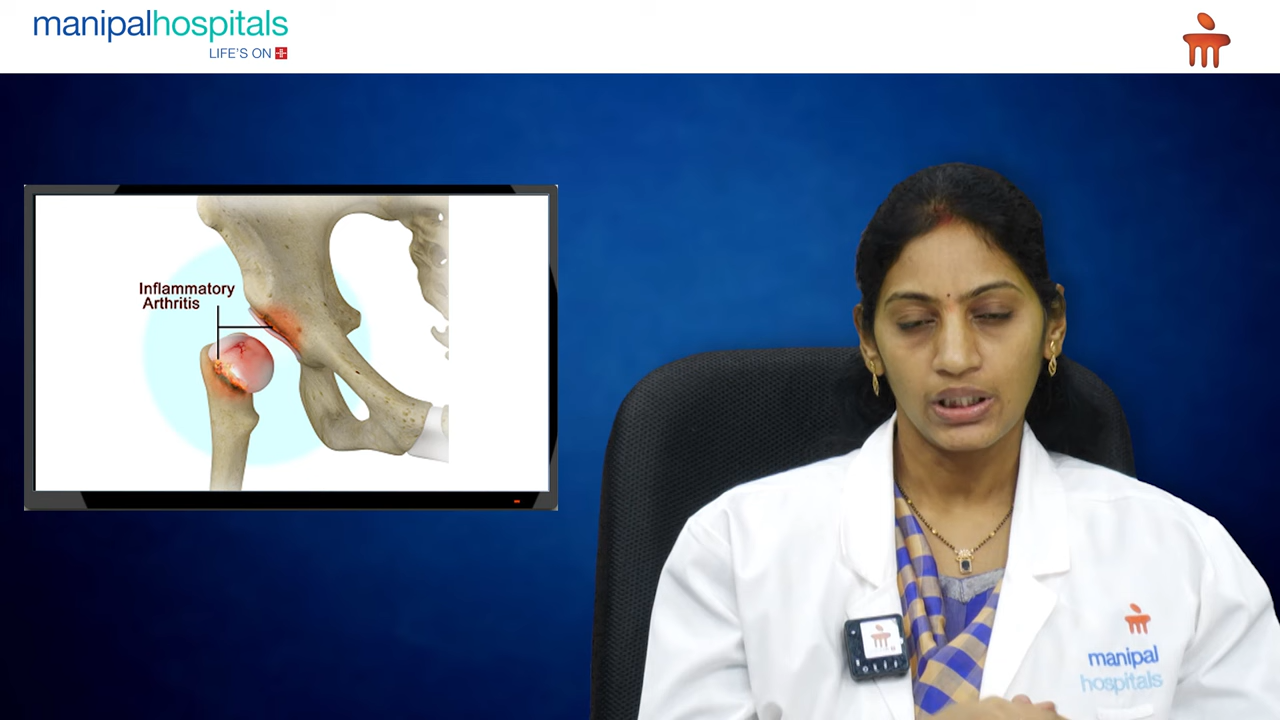 manipalhospitals
LIFE'S ON
Inflammatory
Arthritis
manipal
hospitals